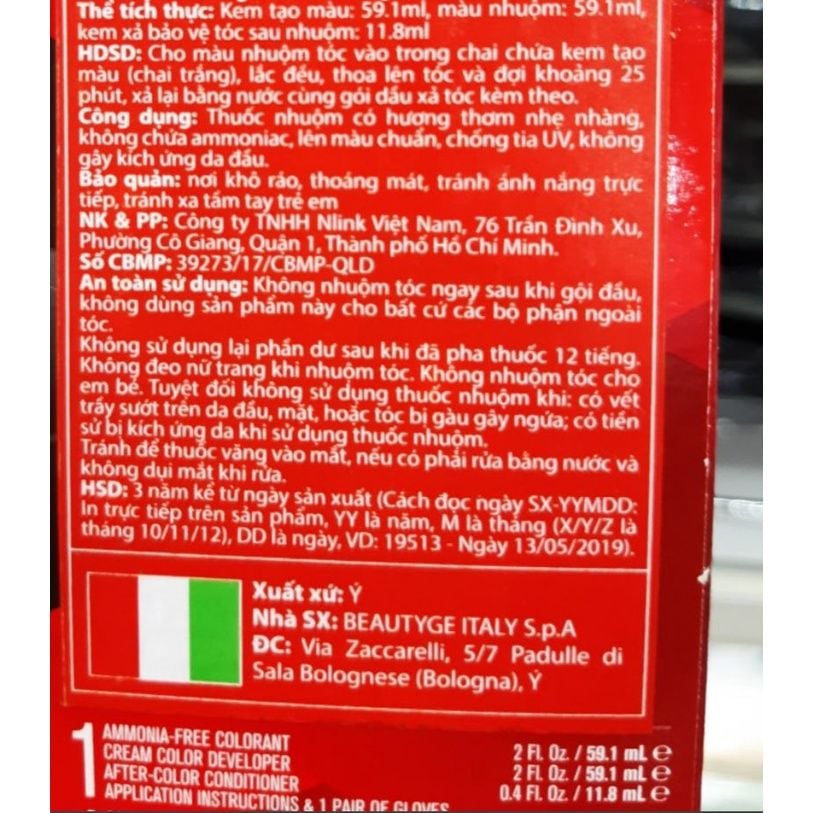 Thể tích thực: Kem tạo màu: 59.1ml, màu nhuộm: 59.1ml,
kem xả bảo vệ tóc sau nhuộm: 11.8ml
HDSD: Cho màu nhuộm tóc vào trong chai chứa kem tạo
màu (chai trắng), lắc đều, thoa lên tóc và đợi khoảng 25
phút, xả lại bằng nước cùng gói dầu xả tóc kèm theo.
Công dụng: Thuốc nhuộm có hương thơm nhẹ nhàng,
không chứa ammoniac, lên màu chuẩn, chống tia UV, không
gây kích ứng da đầu.
Bảo quản: nơi khô ráo, thoáng mát, tránh ánh nắng trực
tiếp, tránh xa tầm tay trẻ em
NK & PP: Công ty TNHH Nlink Việt Nam, 76 Trần Đình Xu,
Phường Cô Giang, Quận 1, Thành phố Hồ Chí Minh.
Số CBMP: 39273/17/CBMP-QLD
An toàn sử dụng: Không nhuộm tóc ngay sau khi gội đầu,
không dùng sản phẩm này cho bất cứ các bộ phận ngoài
tóc.
Không sử dụng lại phần dư sau khi đã pha thuốc 12 tiếng.
Không đeo nữ trang khi nhuộm tóc. Không nhuộm tóc cho
em bé. Tuyệt đối không sử dụng thuốc nhuộm khi: có vết
trầy sướt trên da đầu, mặt, hoặc tóc bị gàu gây ngứa; có tiền
sử bị kích ứng da khi sử dụng thuốc nhuộm.
Tránh để thuốc văng vào mắt, nếu có phải rửa bằng nước và
không dụi mắt khi rửa.
HSD: 3 năm kể từ ngày sản xuất (Cách đọc ngày SX-YYMDD:
In trực tiếp trên sản phẩm, YY là năm, M là tháng (X/Y/Z là
tháng 10/11/12), DD là ngày, VD: 19513 - Ngày 13/05/2019).
Xuất xứ: Ý
Nhà SX: BEAUTYGE ITALY S.p.A
ĐC: Via Zaccarelli, 5/7 Padulle di
Sala Bolognese (Bologna), Ý
1 AMMONIA-FREE COLORANT 2 Fl. Oz. / 59.1 mL e
CREAM COLOR DEVELOPER 2 Fl. Oz. / 59.1 mL e
AFTER-COLOR CONDITIONER 0.4 Fl. Oz. / 11.8 mL e
APPLICATION INSTRUCTIONS & 1 PAIR OF GLOVES